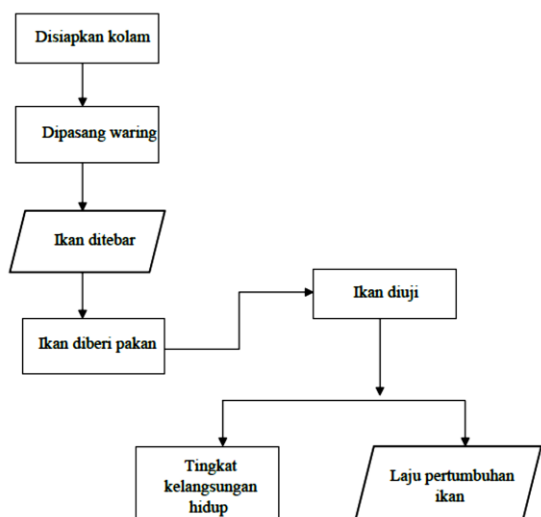 Disiapkan kolam
Dipasang waring
Ikan ditebar
Ikan diberi pakan
Ikan diuji
Tingkat
kelangsungan
hidup
Laju pertumbuhan
ikan